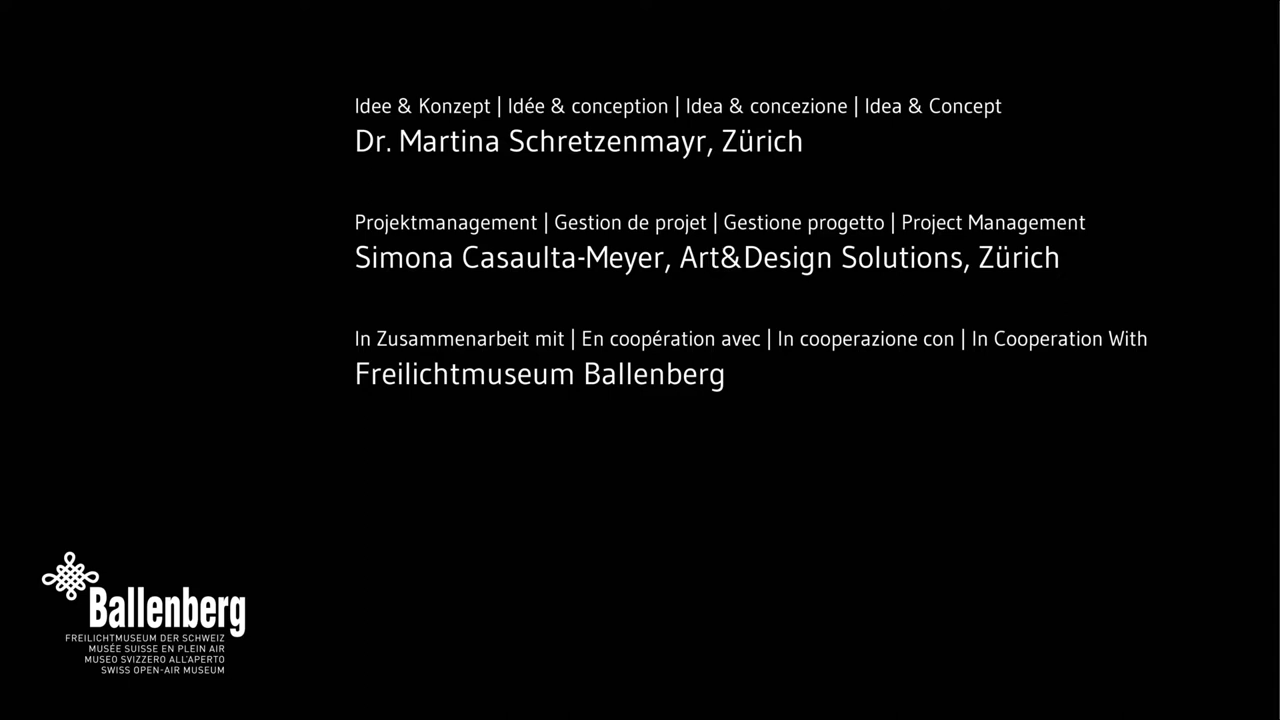 Idee & Konzept | Idée & conception | Idea & concezione | Idea & Concept
Dr. Martina Schretzenmayr, Zürich
Projektmanagement | Gestion de projet | Gestione progetto | Project Management
Simona Casaulta-Meyer, Art&Design Solutions, Zürich
In Zusammenarbeit mit | En coopération avec | In cooperazione con | In Cooperation With
Freilichtmuseum Ballenberg
Ballenberg
FREILICHTMUSEUM DER SCHWEIZ
MUSÉE SUISSE EN PLEIN AIR
MUSEO SVIZZERO ALL'APERTO
SWISS OPEN-AIR MUSEUM